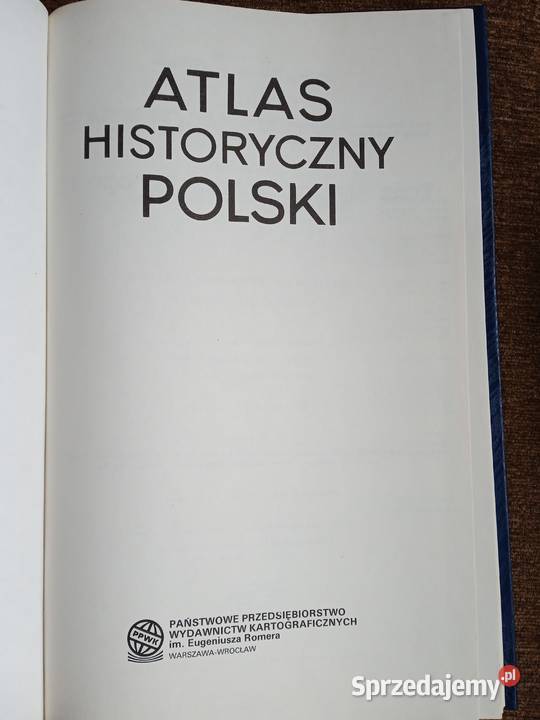 ATLAS
HISTORYCZNY
POLSKI
PPWK
PAŃSTWOWE PRZEDSIĘBIORSTWO
WYDAWNICTW KARTOGRAFICZNYCH
im. Eugeniusza Romera
WARSZAWA-WROCŁAW
Sprzedajemy.pl